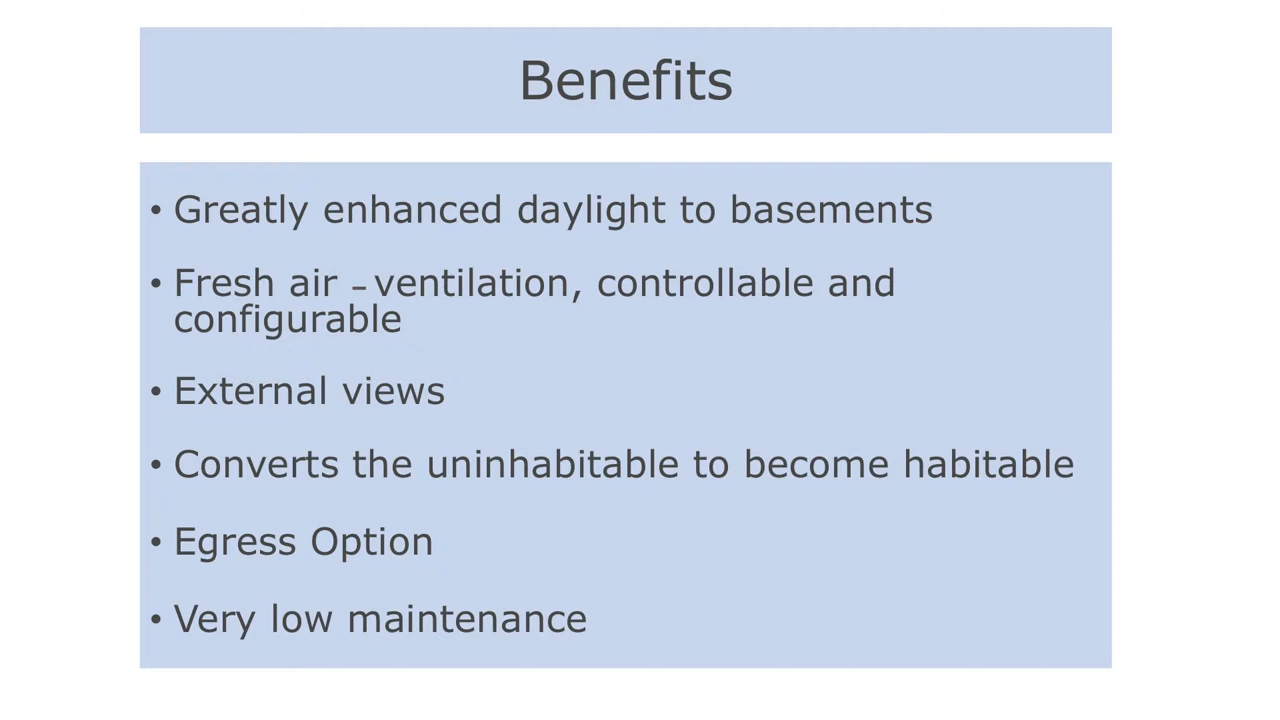 Benefits
• Greatly enhanced daylight to basements
• Fresh air – ventilation, controllable and
configurable
• External views
• Converts the uninhabitable to become habitable
• Egress Option
• Very low maintenance